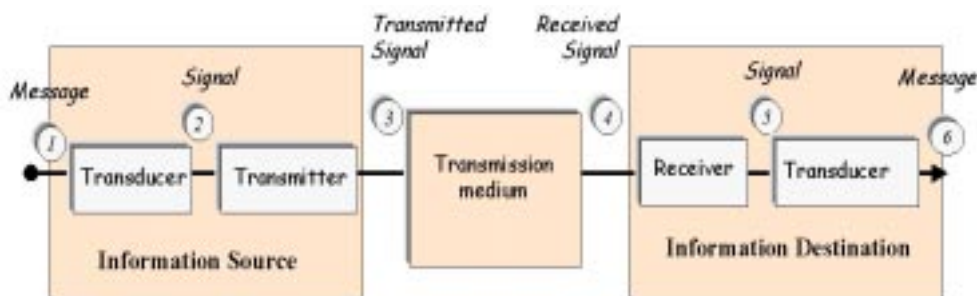 Transmitted
Signal
Received
Signal
Message
Signal
Signal
Message
1
2
3
4
5
6
Transducer
Transmitter
Transmission
medium
Receiver
Transducer
Information Source
Information Destination